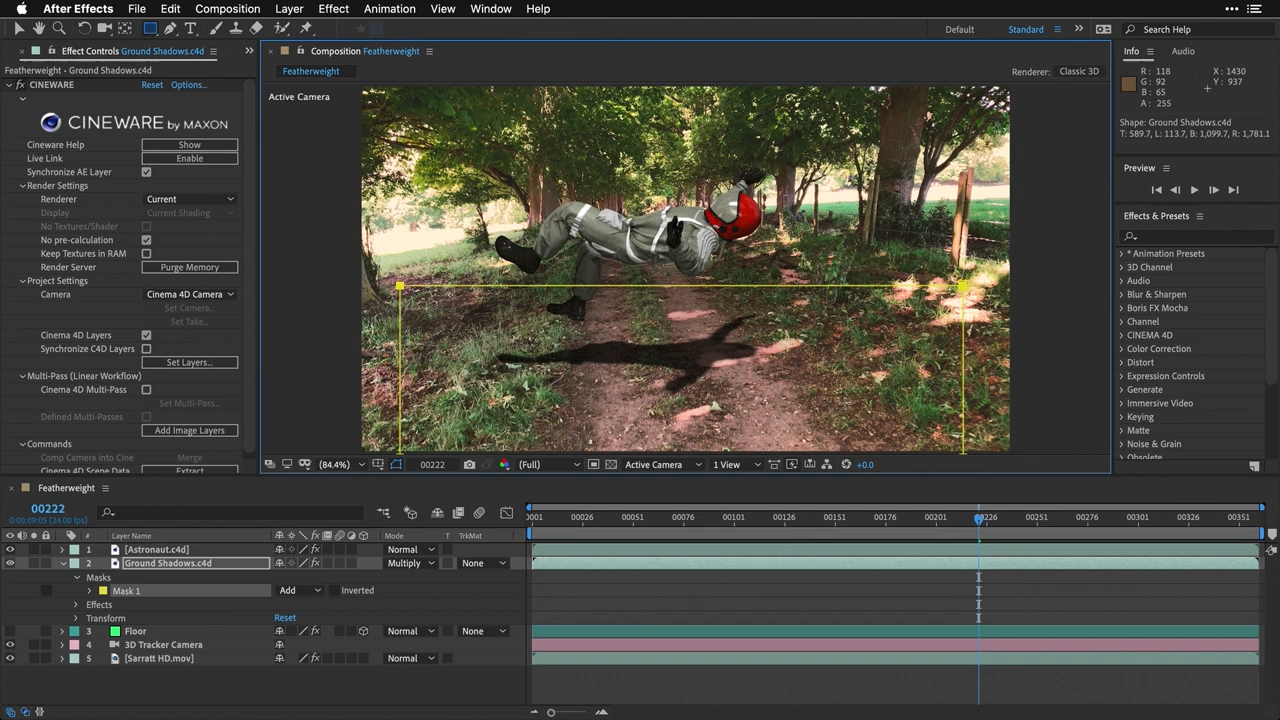 After Effects File Edit Composition Layer Effect Animation View Window Help
Default Standard Search Help
Effect Controls Ground Shadows.c4d
Featherweight • Ground Shadows.c4d
CINEWARE Reset Options...
CINEWARE BY MAXON
Cineware Help Show
Live Link Enable
Synchronize AE Layer
Render Settings
Renderer Current
Display Current Shading
No Textures/Shader
No pre-calculation
Keep Textures in RAM
Render Server Purge Memory
Project Settings
Camera Cinema 4D Camera
Set Camera...
Set Take...
Cinema 4D Layers
Synchronize C4D Layers
Set Layers...
Multi-Pass (Linear Workflow)
Cinema 4D Multi-Pass
Set Multi-Pass...
Defined Multi-Passes
Add Image Layers
Commands
Comp Camera into Cine Merge
Cinema 4D Scene Data Extract
Composition Featherweight
Featherweight
Renderer: Classic 3D
Active Camera
(84.4%) 00222 (Full) Active Camera 1 View +0.0
Info Audio
R : 118 X : 1430
G : 92 Y : 937
B : 65
A : 255
Shape: Ground Shadows.c4d
T: 589.7, L: 113.7, B: 1,099.7, R: 1,781.1
Preview
Effects & Presets
* Animation Presets
3D Channel
Audio
Blur & Sharpen
Boris FX Mocha
Channel
CINEMA 4D
Color Correction
Distort
Expression Controls
Generate
Immersive Video
Keying
Matte
Noise & Grain
Obsolete
Featherweight
00222
0:00:09:05 (24.00 fps)
0001 00026 00051 00076 00101 00126 00151 00176 00201 00226 00251 00276 00301 00326 00351
# Layer Name Mode T TrkMat
1 [Astronaut.c4d] Normal
2 Ground Shadows.c4d Multiply None
Masks
Mask 1 Add Inverted
Effects
Transform Reset
3 Floor Normal None
4 3D Tracker Camera
5 [Sarratt HD.mov] Normal None